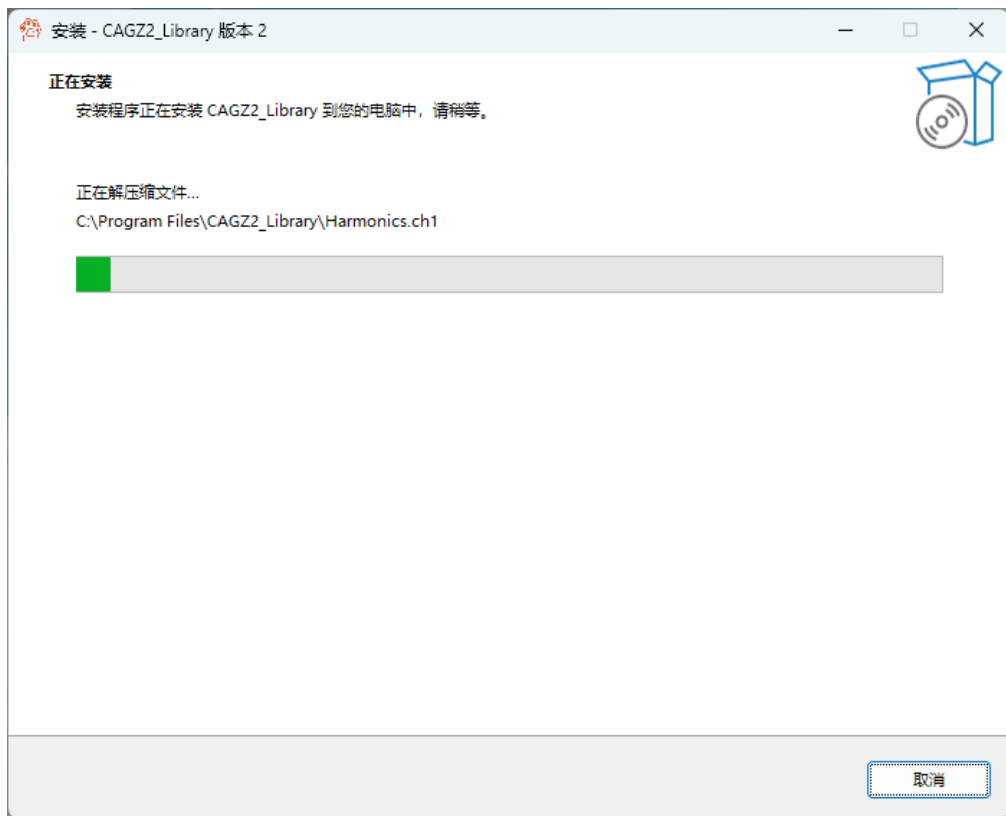 安装 - CAGZ2_Library 版本 2
正在安装
安装程序正在安装 CAGZ2_Library 到您的电脑中，请稍等。
正在解压缩文件...
C:\Program Files\CAGZ2_Library\Harmonics.ch1
取消